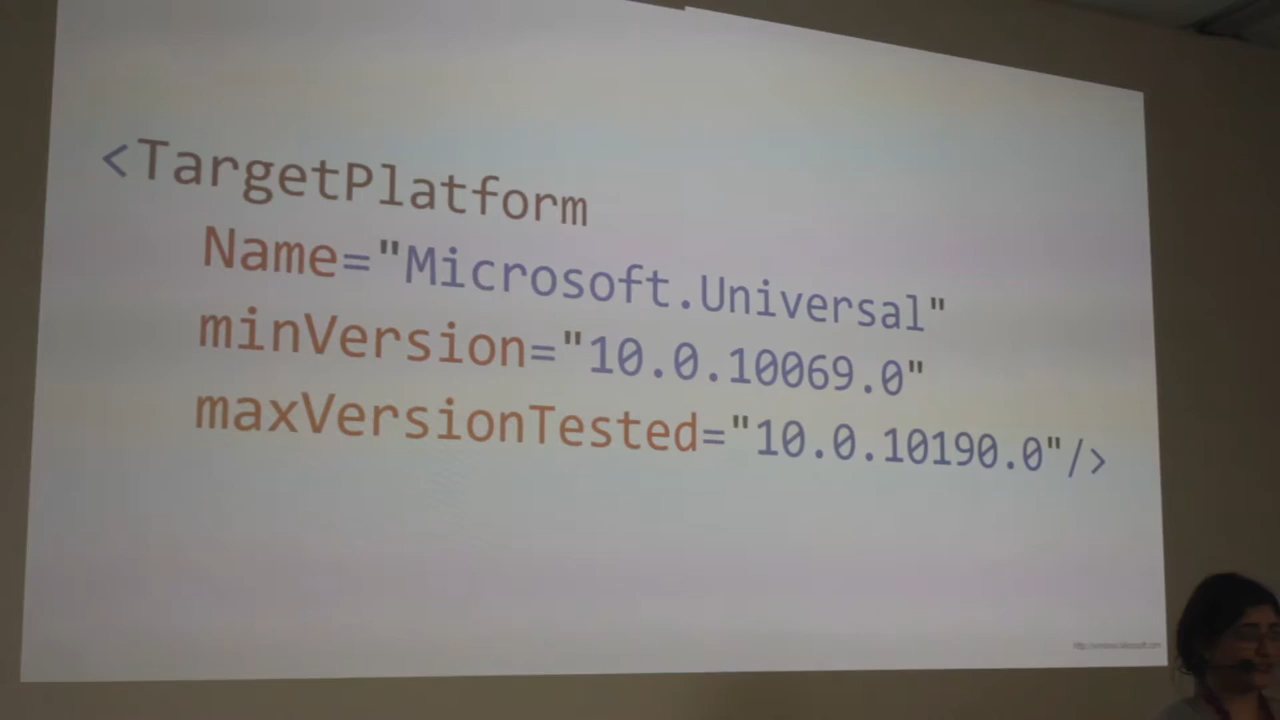 <TargetPlatform
Name="Microsoft.Universal"
minVersion="10.0.10069.0"
maxVersionTested="10.0.10190.0"/>